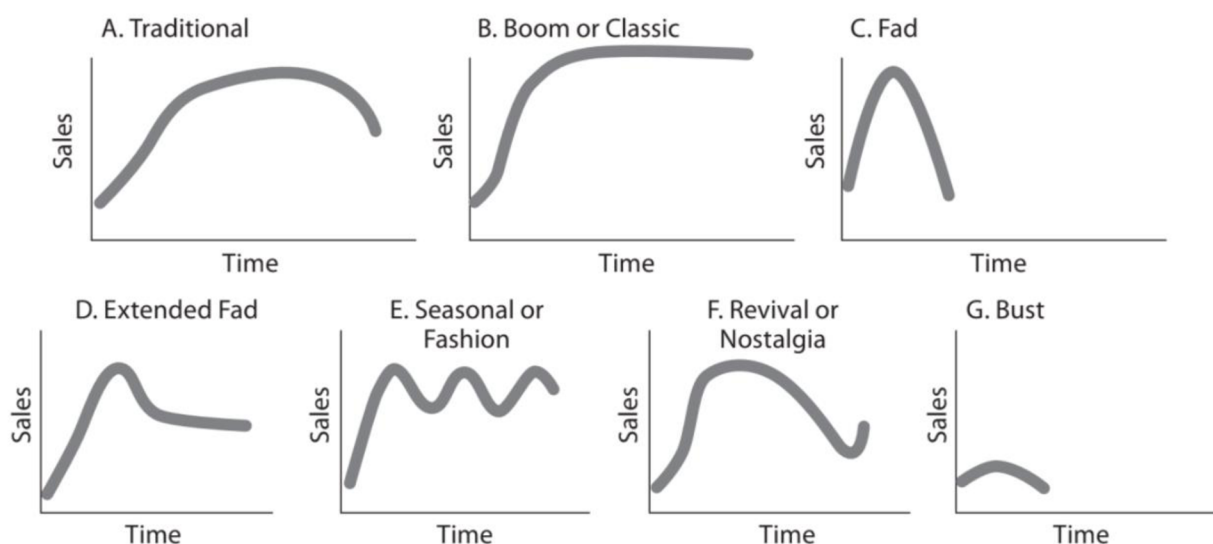 A. Traditional
B. Boom or Classic
C. Fad
Sales
Sales
Sales
Time
Time
Time
D. Extended Fad
E. Seasonal or
Fashion
F. Revival or
Nostalgia
G. Bust
Sales
Sales
Sales
Sales
Time
Time
Time
Time